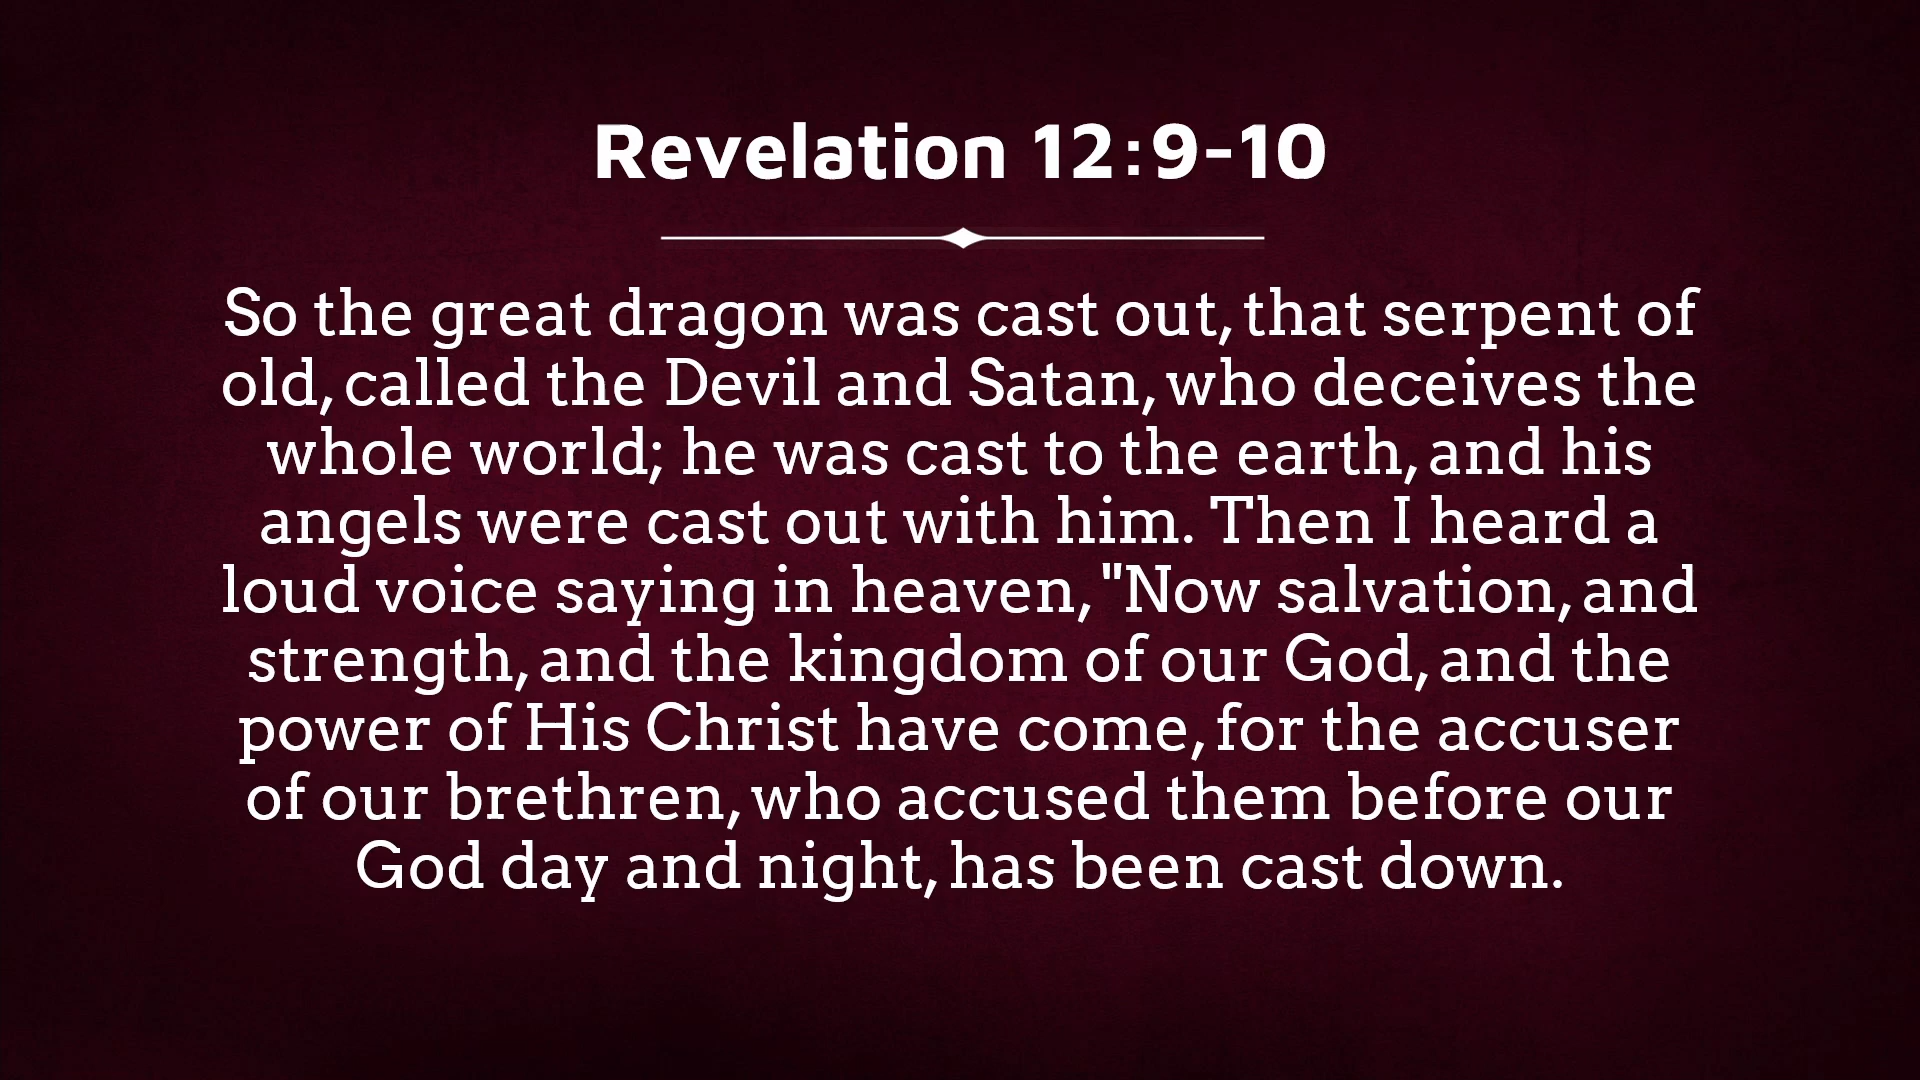 Revelation 12:9-10
So the great dragon was cast out, that serpent of
old, called the Devil and Satan, who deceives the
whole world; he was cast to the earth, and his
angels were cast out with him. Then I heard a
loud voice saying in heaven, "Now salvation, and
strength, and the kingdom of our God, and the
power of His Christ have come, for the accuser
of our brethren, who accused them before our
God day and night, has been cast down.